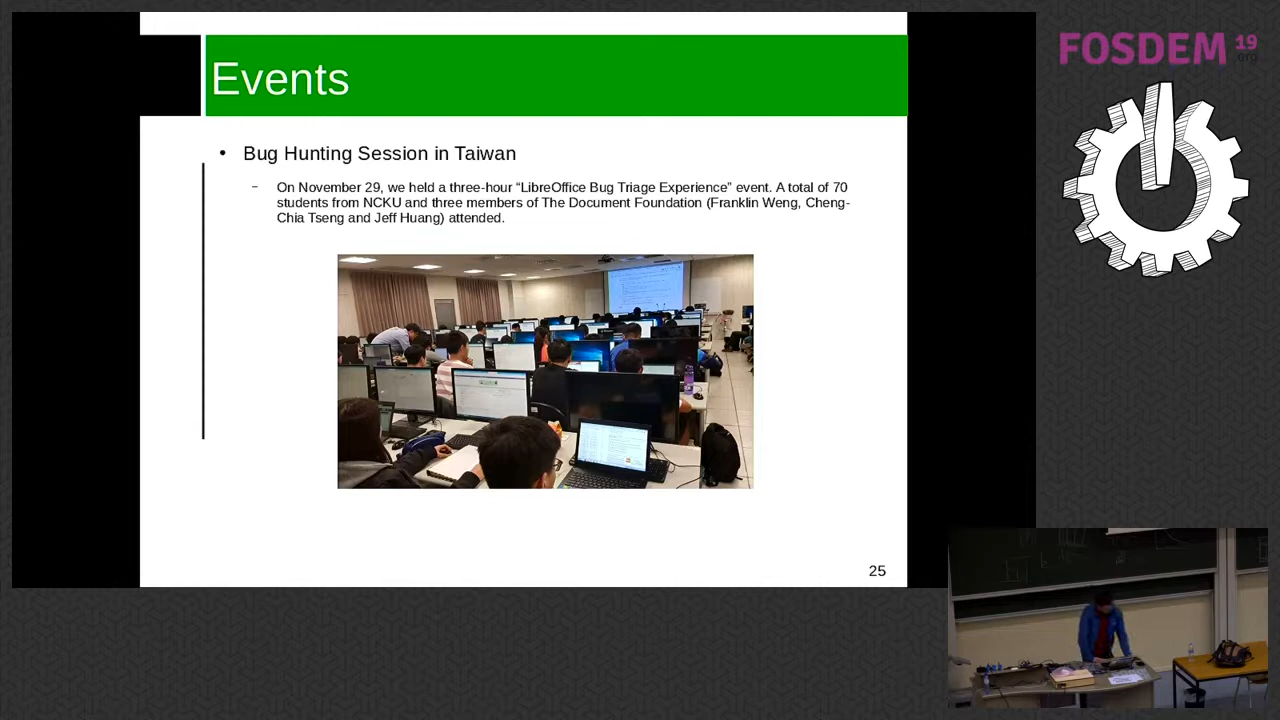 Events
• Bug Hunting Session in Taiwan
– On November 29, we held a three-hour “LibreOffice Bug Triage Experience” event. A total of 70
students from NCKU and three members of The Document Foundation (Franklin Weng, Cheng-
Chia Tseng and Jeff Huang) attended.
25
FOSDEM 19
.org